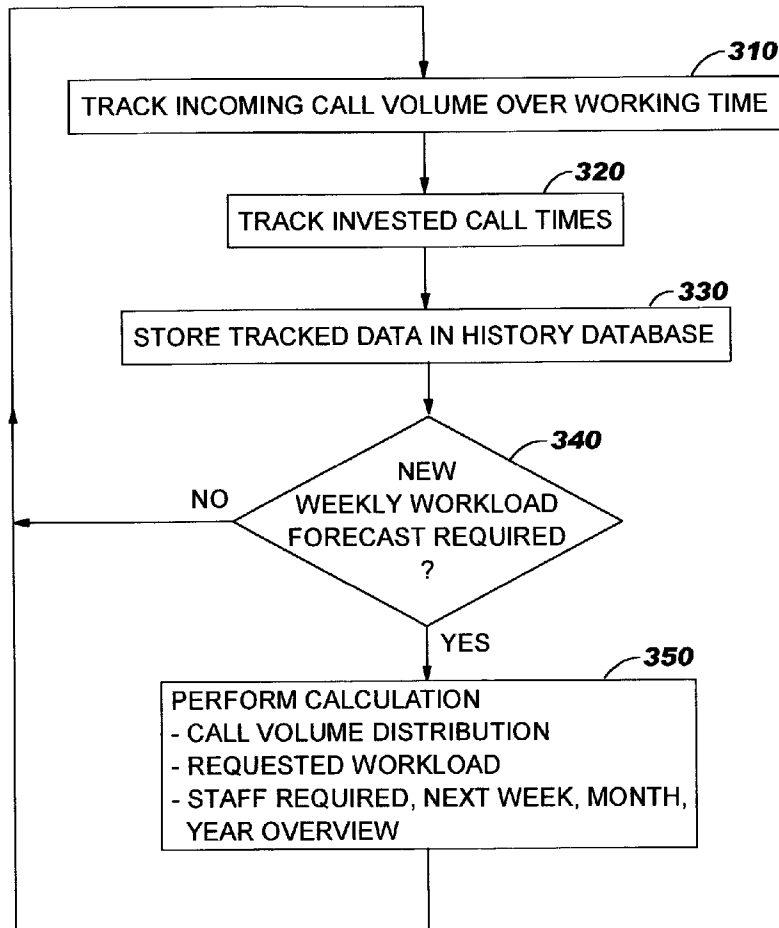 310
TRACK INCOMING CALL VOLUME OVER WORKING TIME
320
TRACK INVESTED CALL TIMES
330
STORE TRACKED DATA IN HISTORY DATABASE
340
NEW
WEEKLY WORKLOAD
FORECAST REQUIRED
?
NO
YES
350
PERFORM CALCULATION
- CALL VOLUME DISTRIBUTION
- REQUESTED WORKLOAD
- STAFF REQUIRED, NEXT WEEK, MONTH,
YEAR OVERVIEW